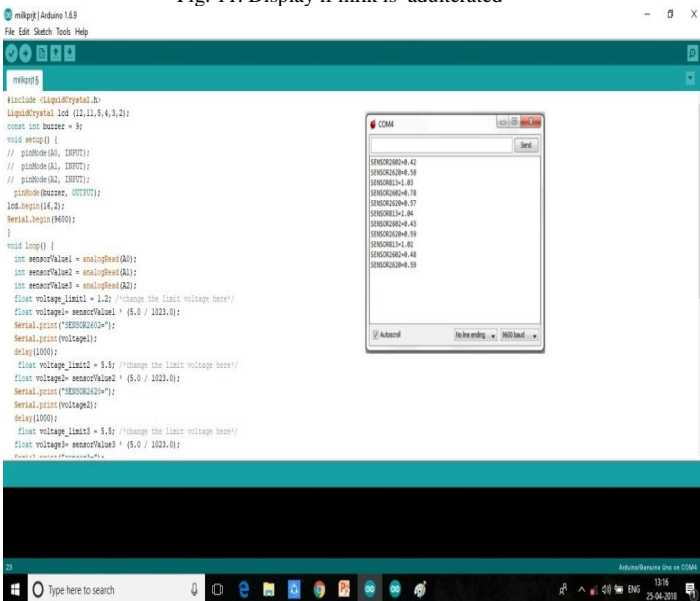 Fig. 11: Display if milk is adulterated
milkprjt | Arduino 1.6.9
File Edit Sketch Tools Help
milkprjt §
#include <LiquidCrystal.h>
LiquidCrystal lcd (12,11,5,4,3,2);
const int buzzer = 9;
void setup() {
// pinMode(A0, INPUT);
// pinMode(A1, INPUT);
// pinMode(A2, INPUT);
pinMode(buzzer, OUTPUT);
lcd.begin(16,2);
Serial.begin(9600);
}
void loop() {
int sensorValue1 = analogRead(A0);
int sensorValue2 = analogRead(A1);
int sensorValue3 = analogRead(A2);
float voltage_limit1 = 1.2; /*change the limit voltage here*/
float voltage1= sensorValue1 * (5.0 / 1023.0);
Serial.print("SENSOR2602=");
Serial.print(voltage1);
delay(1000);
float voltage_limit2 = 5.5; /*change the limit voltage here*/
float voltage2= sensorValue2 * (5.0 / 1023.0);
Serial.print("SENSOR2620=");
Serial.print(voltage2);
delay(1000);
float voltage_limit3 = 5.5; /*change the limit voltage here*/
float voltage3= sensorValue3 * (5.0 / 1023.0);
COM4
Send
SENSOR2602=0.42
SENSOR2620=0.58
SENSOR813=1.03
SENSOR2602=0.78
SENSOR2620=0.57
SENSOR813=1.04
SENSOR2602=0.43
SENSOR2620=0.59
SENSOR813=1.02
SENSOR2602=0.48
SENSOR2620=0.59
Autoscroll
No line ending
9600 baud
23
Arduino/Genuino Uno on COM4
Type here to search
ENG
13:16
25-04-2018